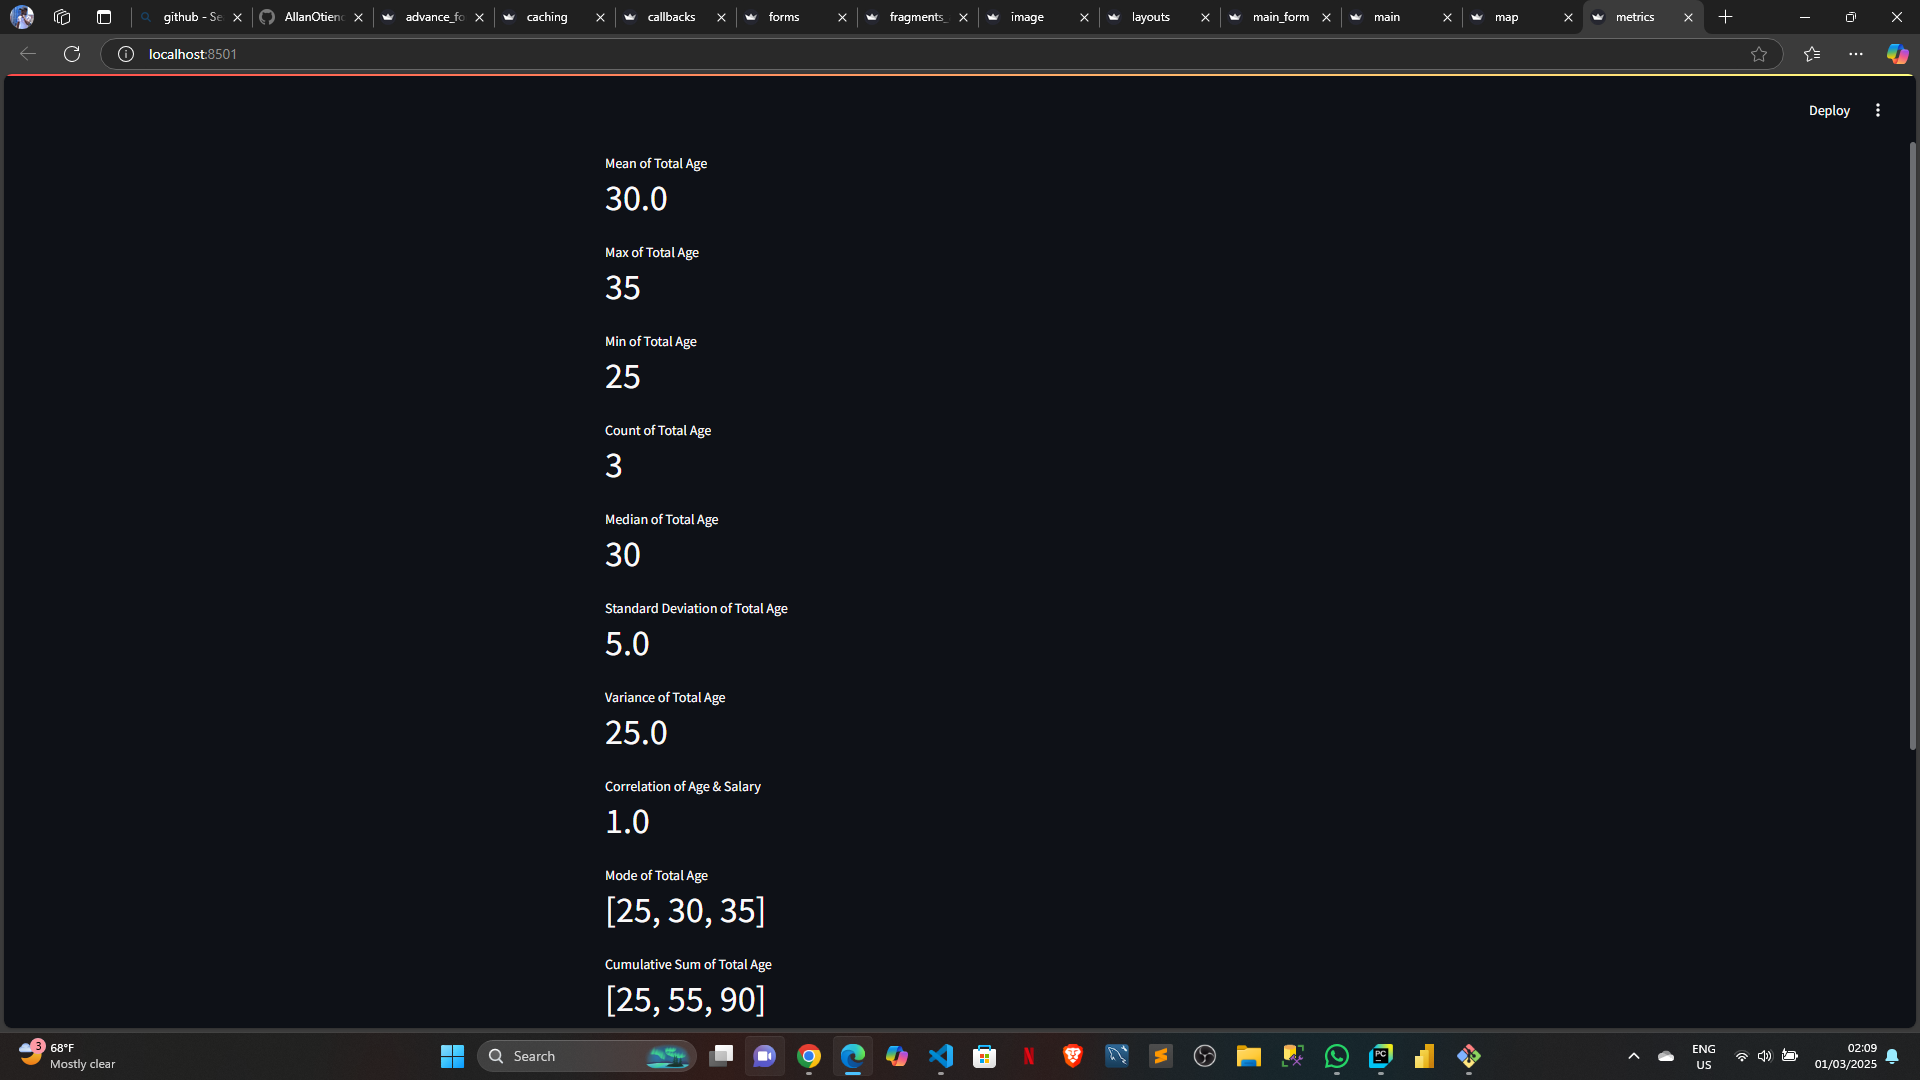 github - Se
AllanOtieno
advance_fo
caching
callbacks
forms
fragments_
image
layouts
main_form
main
map
metrics
localhost:8501
Deploy
Mean of Total Age
30.0
Max of Total Age
35
Min of Total Age
25
Count of Total Age
3
Median of Total Age
30
Standard Deviation of Total Age
5.0
Variance of Total Age
25.0
Correlation of Age & Salary
1.0
Mode of Total Age
[25, 30, 35]
Cumulative Sum of Total Age
[25, 55, 90]
3
68°F
Mostly clear
Search
PC
ENG
US
02:09
01/03/2025